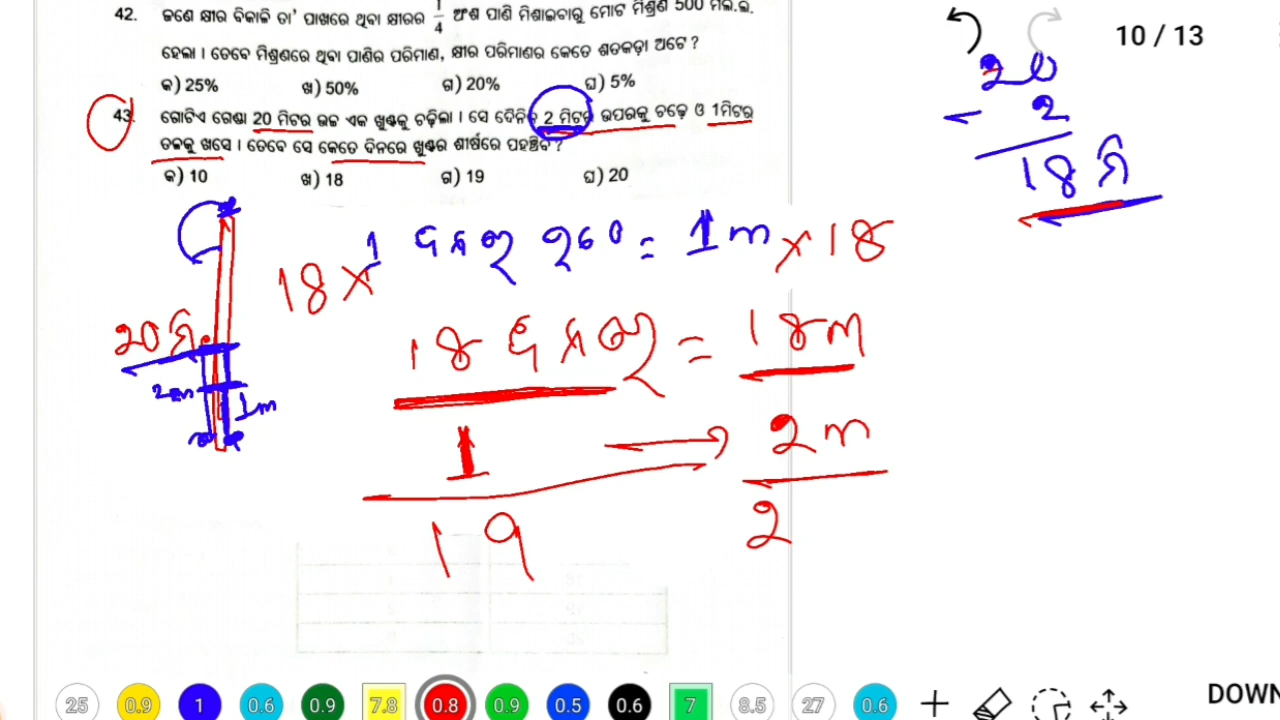 42. ଜଣେ କ୍ଷୀର ବିକାଳି ତା' ପାଖରେ ଥିବା କ୍ଷୀରର 1/4 ଅଂଶ ପାଣି ମିଶାଇବାରୁ ମୋଟ ମିଶ୍ରଣ 500 ମି.ଲି.
ହେଲା । ତେବେ ମିଶ୍ରଣରେ ଥିବା ପାଣିର ପରିମାଣ, କ୍ଷୀର ପରିମାଣର କେତେ ଶତକଡ଼ା ଅଟେ ?
କ) 25% ଖ) 50% ଗ) 20% ଘ) 5%
43. ଗୋଟିଏ ଗେଣ୍ଡା 20 ମିଟର ଉଚ୍ଚ ଏକ ଖୁଣ୍ଟକୁ ଚଢ଼ିଲା । ସେ ଦୈନିକ 2 ମିଟର ଉପରକୁ ଚଢ଼େ ଓ 1ମିଟର
ତଳକୁ ଖସେ । ତେବେ ସେ କେତେ ଦିନରେ ଖୁଣ୍ଟର ଶୀର୍ଷରେ ପହଞ୍ଚିବ ?
କ) 10 ଖ) 18 ଗ) 19 ଘ) 20
10 / 13
20
2
18 ମି
18 × 1 = 1m × 18
20 ମି.
18 = 18m
2m
1m
1 2m
19 2
25 0.9 1 0.6 0.9 7.8 0.8 0.9 0.5 0.6 7 8.5 27 0.6
DOWN